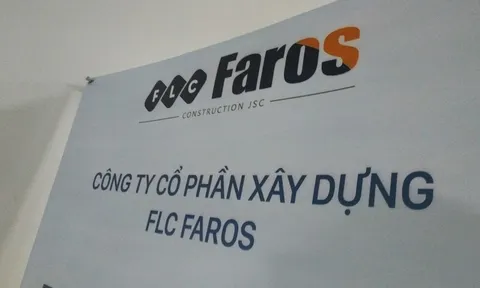 FLC Faros
CONSTRUCTION JSC
CÔNG TY CỔ PHẦN XÂY DỰNG
FLC FAROS